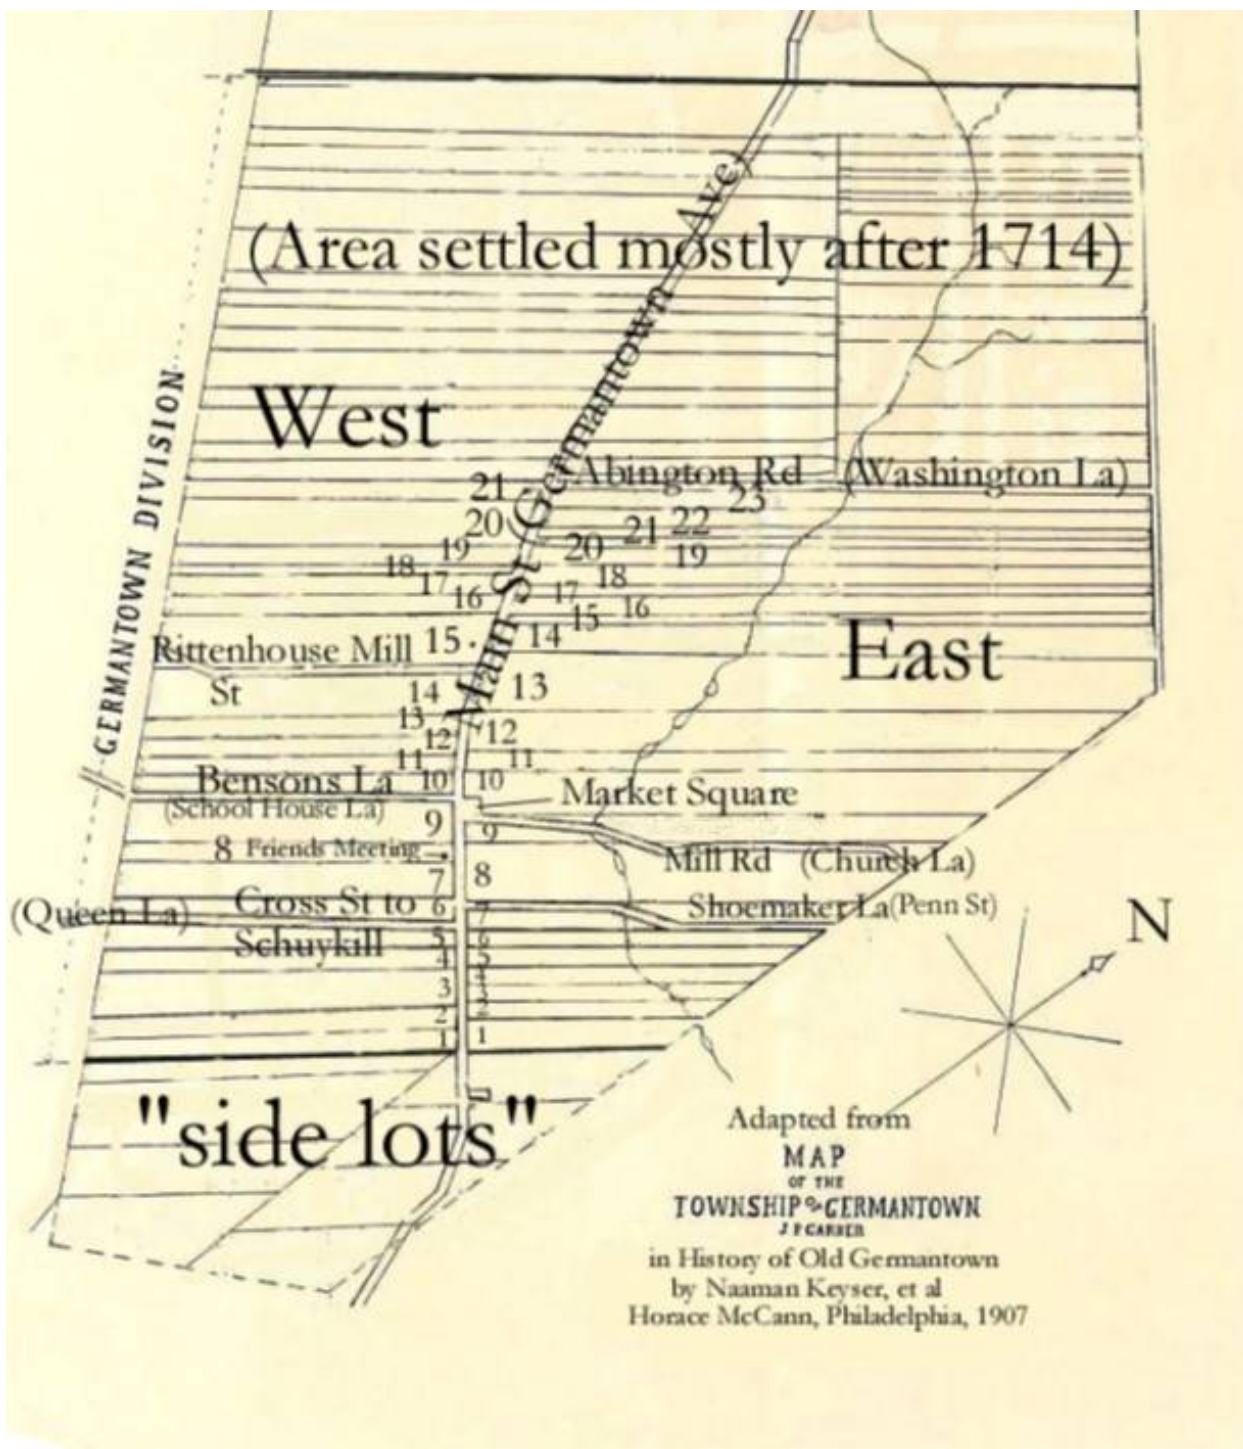 (Area settled mostly after 1714)
West
Main St (Germantown Ave)
GERMANTOWN DIVISION
Abington Rd (Washington La)
21
23
20
21
22
19
20
19
18
18
17
17
16
16
15
East
Rittenhouse Mill
15
14
St
14
13
13
12
12
11
11
Bensons La
10
10
(School House La)
Market Square
9
9
8 Friends Meeting
Mill Rd (Church La)
7
8
(Queen La)
Cross St to
6
7
Shoemaker La (Penn St)
N
Schuykill
5
6
4
5
3
3
2
2
1
1
"side lots"
Adapted from
MAP
OF THE
TOWNSHIP OF GERMANTOWN
in History of Old Germantown
by Naaman Keyser, et al
Horace McCann, Philadelphia, 1907